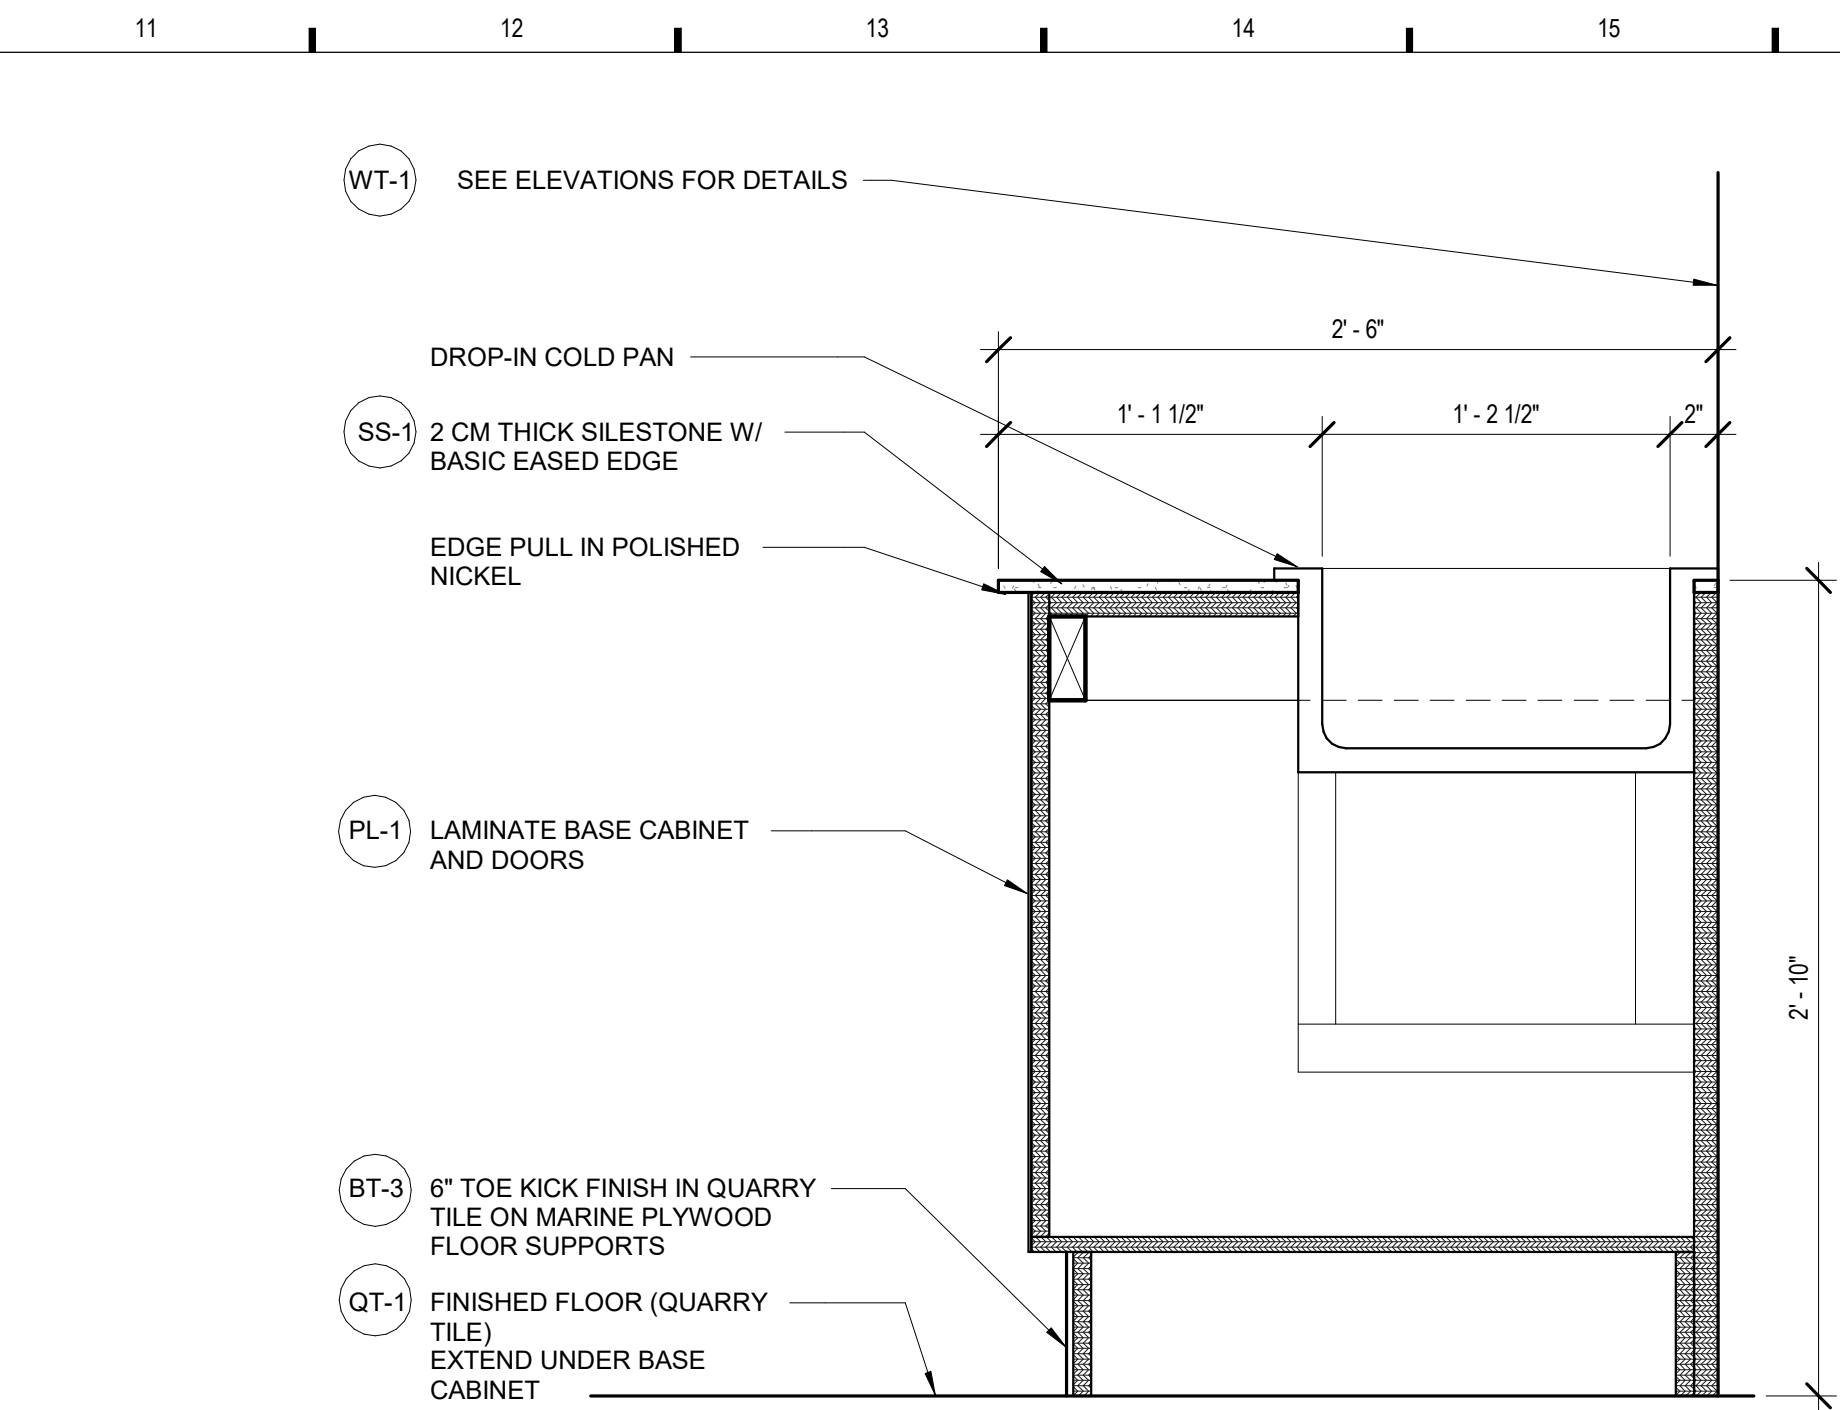 11 12 13 14 15
WT-1 SEE ELEVATIONS FOR DETAILS
2' - 6"
DROP-IN COLD PAN
1' - 1 1/2" 1' - 2 1/2" 2"
SS-1 2 CM THICK SILESTONE W/
BASIC EASED EDGE
EDGE PULL IN POLISHED
NICKEL
PL-1 LAMINATE BASE CABINET
AND DOORS
2' - 10"
BT-3 6" TOE KICK FINISH IN QUARRY
TILE ON MARINE PLYWOOD
FLOOR SUPPORTS
QT-1 FINISHED FLOOR (QUARRY
TILE)
EXTEND UNDER BASE
CABINET